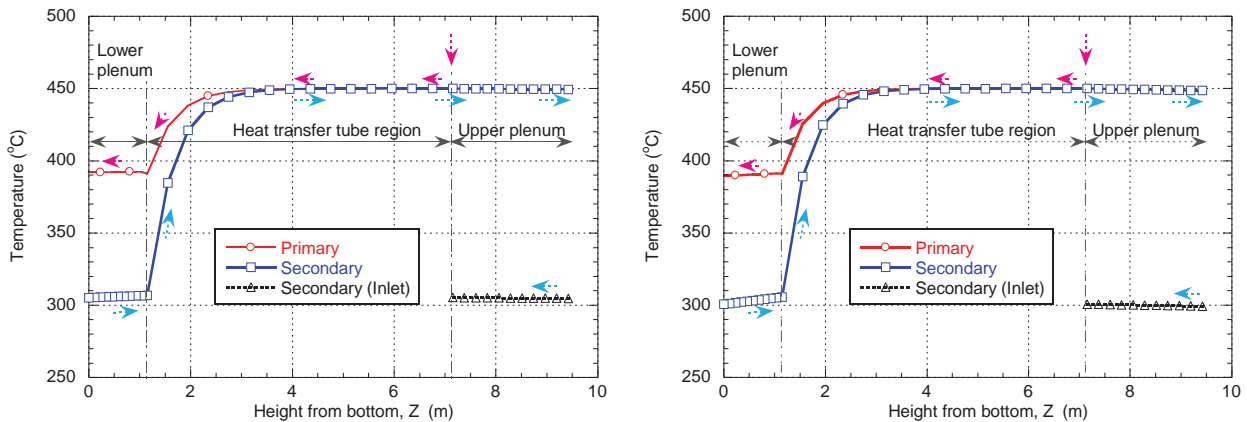 500
450
400
350
300
250
Temperature (°C)
Lower
plenum
Heat transfer tube region
Upper plenum
Primary
Secondary
Secondary (Inlet)
0
2
4
6
8
10
Height from bottom, Z (m)
500
450
400
350
300
250
Temperature (°C)
Lower
plenum
Heat transfer tube region
Upper plenum
Primary
Secondary
Secondary (Inlet)
0
2
4
6
8
10
Height from bottom, Z (m)